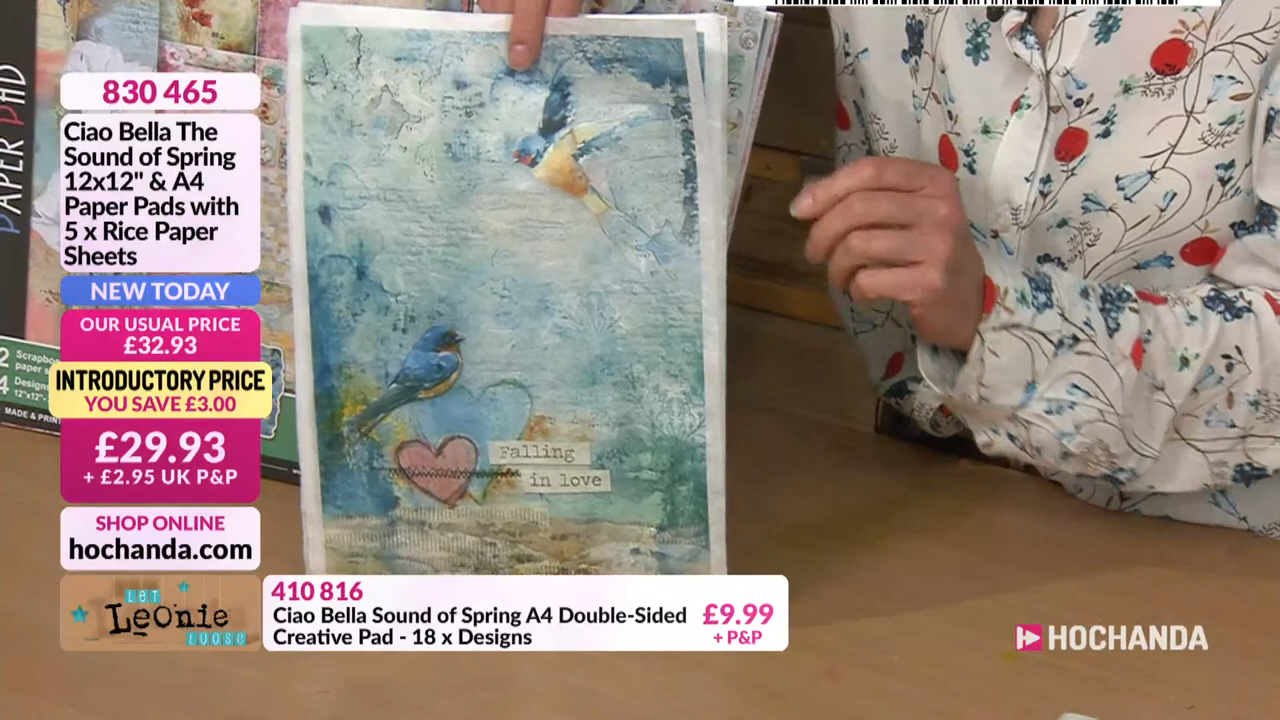 830 465
Ciao Bella The
Sound of Spring
12x12" & A4
Paper Pads with
5 x Rice Paper
Sheets
NEW TODAY
OUR USUAL PRICE
£32.93
INTRODUCTORY PRICE
YOU SAVE £3.00
£29.93
+ £2.95 UK P&P
SHOP ONLINE
hochanda.com
LET
Leonie
LOOSE
410 816
Ciao Bella Sound of Spring A4 Double-Sided
Creative Pad - 18 x Designs
£9.99
+ P&P
HOCHANDA
Falling
in love
PAPER PAD
MADE &